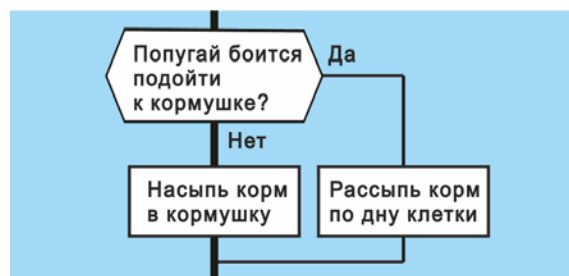 Попугай боится
подойти
к кормушке?
Да
Нет
Насыпь корм
в кормушку
Рассыпь корм
по дну клетки